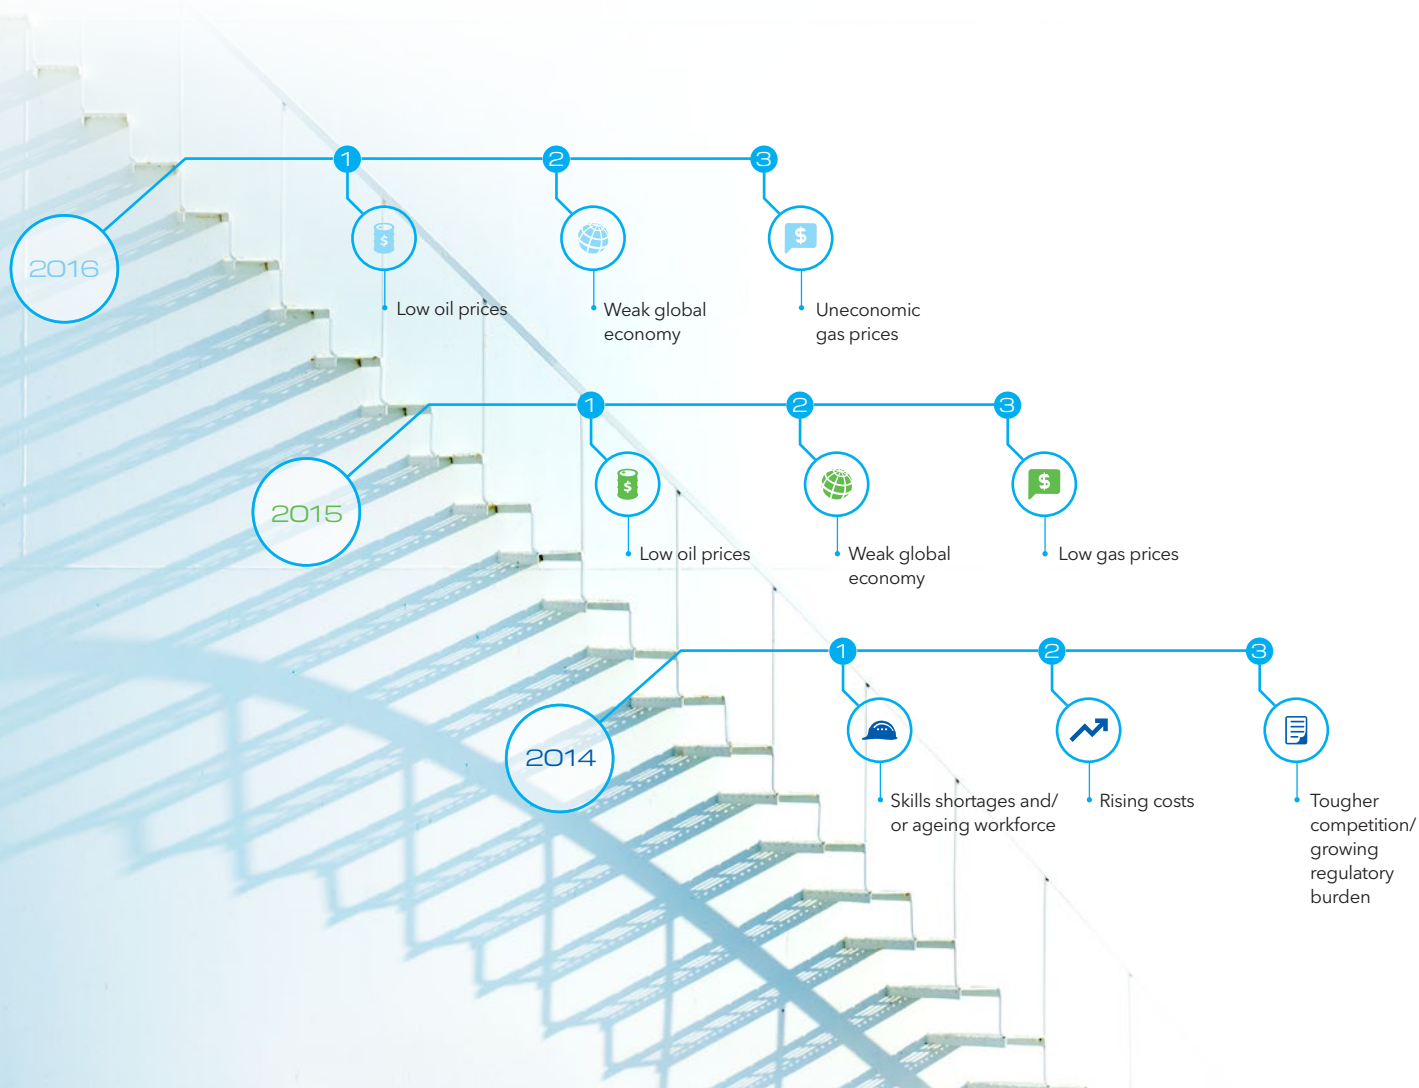 1 2 3
2016
$ $
Low oil prices
Weak global
economy
Uneconomic
gas prices
1 2 3
2015
$ $
Low oil prices
Weak global
economy
Low gas prices
1 2 3
2014
Skills shortages and/
or ageing workforce
Rising costs
Tougher
competition/
growing
regulatory
burden